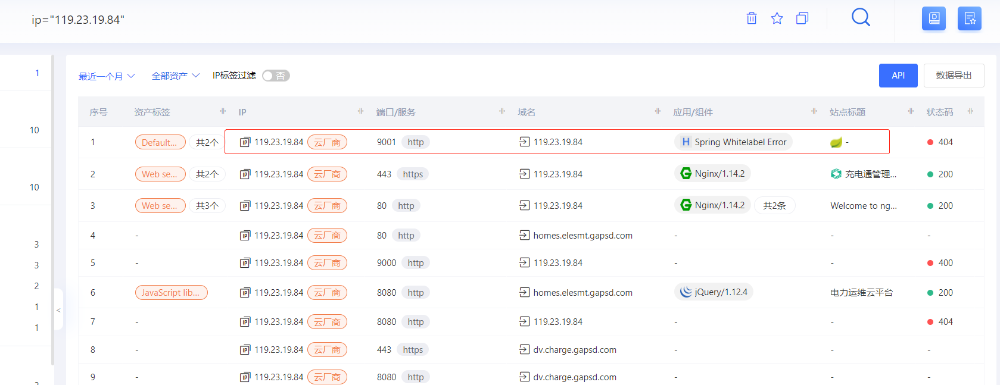 ip="119.23.19.84"
1
10
10
3
3
2
1
1
最近一个月 全部资产 IP标签过滤 否 API 数据导出
序号 资产标签 IP 端口/服务 域名 应用/组件 站点标题 状态码
1 Default... 共2个 119.23.19.84 云厂商 9001 http 119.23.19.84 Spring Whitelabel Error - 404
2 Web se... 共2个 119.23.19.84 云厂商 443 https 119.23.19.84 Nginx/1.14.2 充电通管理... 200
3 Web se... 共3个 119.23.19.84 云厂商 80 http 119.23.19.84 Nginx/1.14.2 共2条 Welcome to ng... 200
4 - 119.23.19.84 云厂商 80 http homes.elesmt.gapsd.com - - -
5 - 119.23.19.84 云厂商 9000 http 119.23.19.84 - - 400
6 JavaScript lib... 119.23.19.84 云厂商 8080 http homes.elesmt.gapsd.com jQuery/1.12.4 电力运维云平台 200
7 - 119.23.19.84 云厂商 8080 http 119.23.19.84 - - 404
8 - 119.23.19.84 云厂商 443 https dv.charge.gapsd.com - - -
9 - 119.23.19.84 云厂商 8080 http dv.charge.gapsd.com - - -